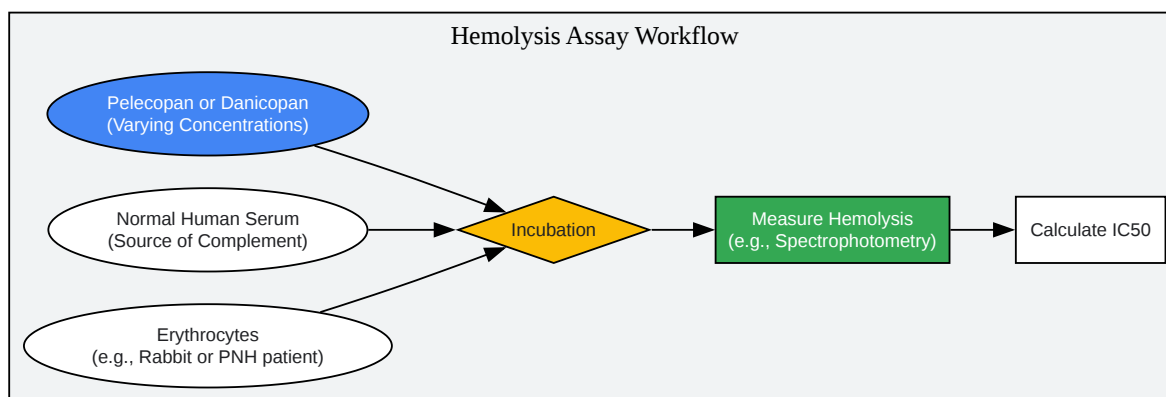 Hemolysis Assay Workflow
Pelecopan or Danicopan
(Varying Concentrations)
Normal Human Serum
(Source of Complement)
Erythrocytes
(e.g., Rabbit or PNH patient)
Incubation
Measure Hemolysis
(e.g., Spectrophotometry)
Calculate IC50